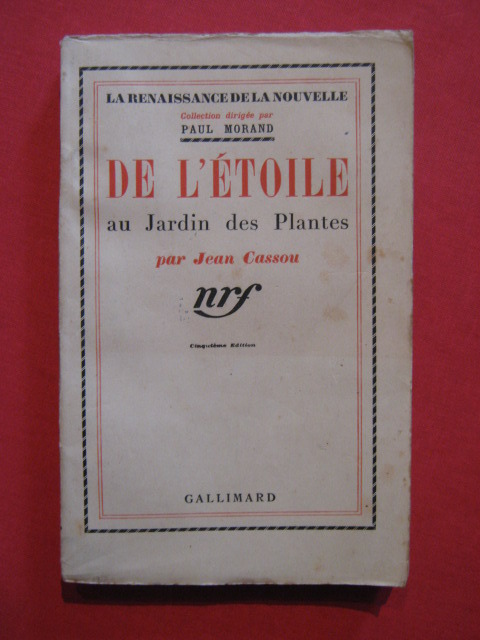 LA RENAISSANCE DE LA NOUVELLE
Collection dirigée par
PAUL MORAND
DE L'ÉTOILE
au Jardin des Plantes
par Jean Cassou
nrf
Cinquième Edition
GALLIMARD